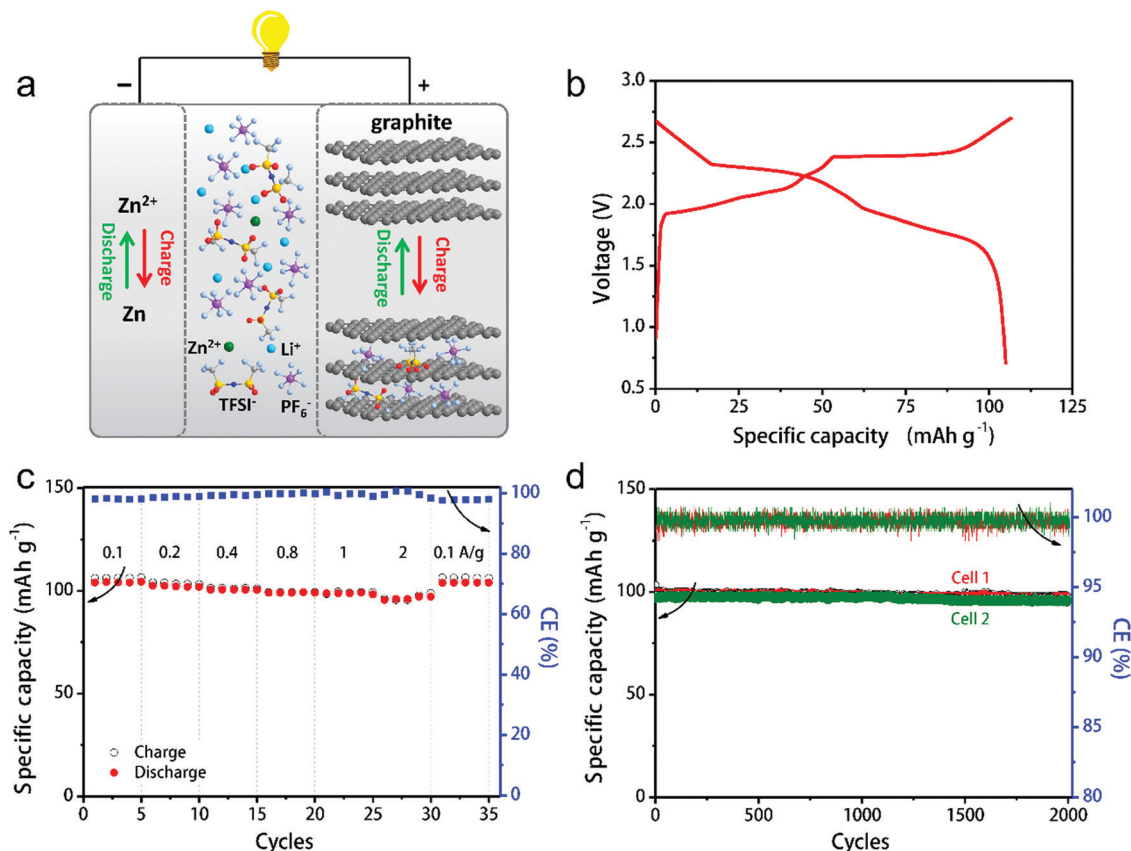 a
−
+
graphite
Zn²⁺
Discharge
Charge
Zn
Discharge
Charge
Zn²⁺
Li⁺
TFSI⁻
PF₆⁻
b
3.0
2.5
2.0
1.5
1.0
0.5
Voltage (V)
0
25
50
75
100
125
Specific capacity (mAh g⁻¹)
c
150
100
50
0
Specific capacity (mAh g⁻¹)
100
80
60
40
20
0
CE (%)
0.1
0.2
0.4
0.8
1
2
0.1 A/g
Charge
Discharge
0
5
10
15
20
25
30
35
Cycles
d
150
100
50
0
Specific capacity (mAh g⁻¹)
100
95
90
85
80
CE (%)
Cell 1
Cell 2
0
500
1000
1500
2000
Cycles